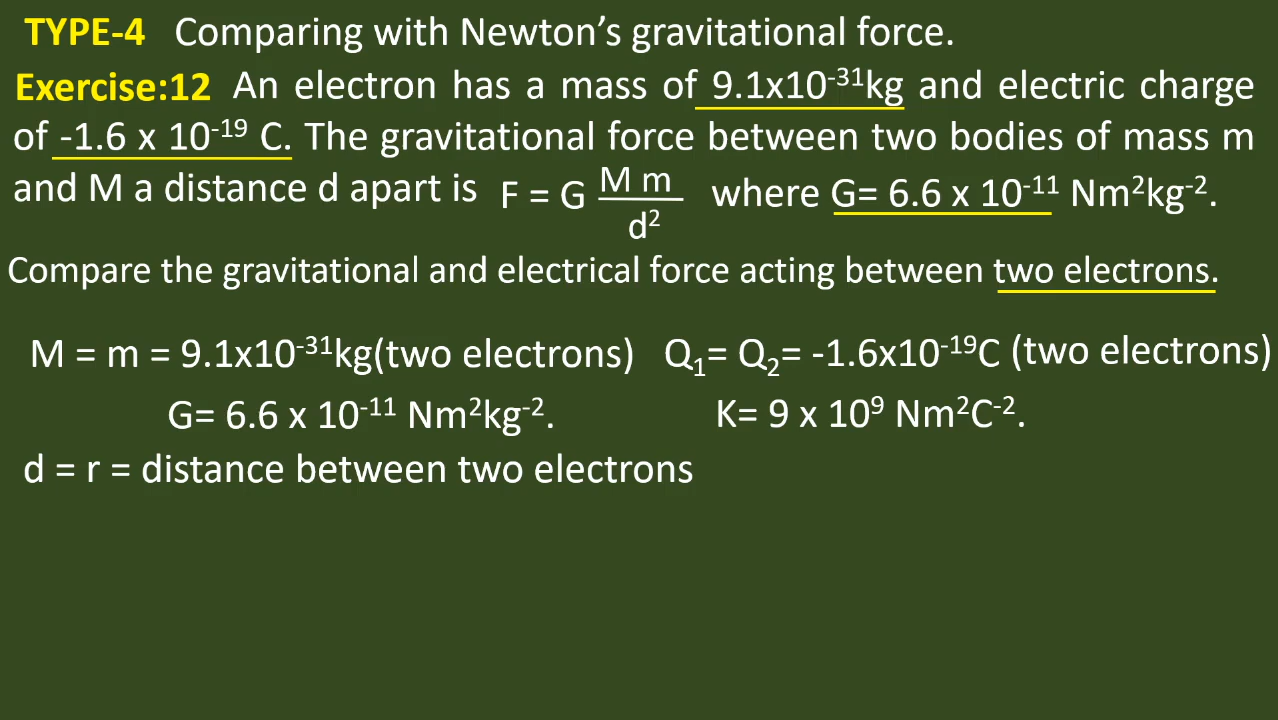 TYPE-4 Comparing with Newton’s gravitational force.
Exercise:12 An electron has a mass of 9.1x10⁻³¹kg and electric charge
of -1.6 x 10⁻¹⁹ C. The gravitational force between two bodies of mass m
and M a distance d apart is F = G M m / d² where G= 6.6 x 10⁻¹¹ Nm²kg⁻².
Compare the gravitational and electrical force acting between two electrons.
M = m = 9.1x10⁻³¹kg(two electrons) Q₁= Q₂= -1.6x10⁻¹⁹C (two electrons)
G= 6.6 x 10⁻¹¹ Nm²kg⁻². K= 9 x 10⁹ Nm²C⁻².
d = r = distance between two electrons